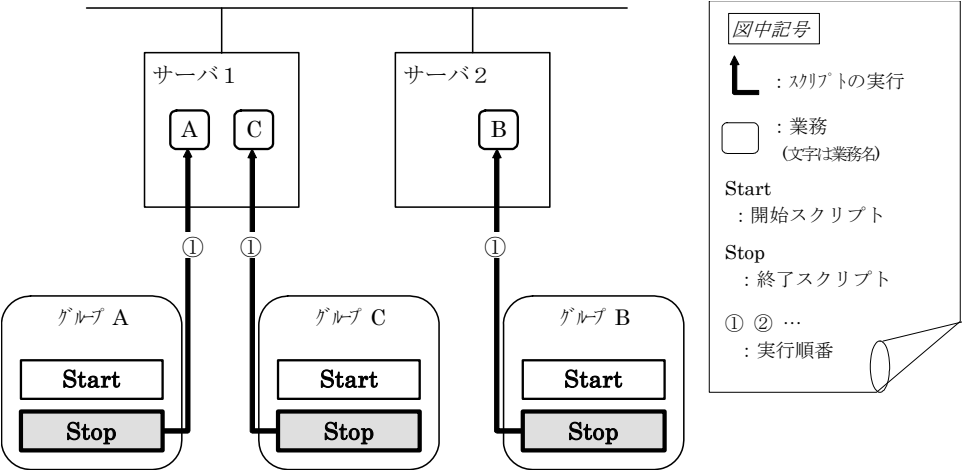 サーバ1
サーバ2
A
C
B
①
①
①
ｸﾞﾙｰﾌﾟ A
ｸﾞﾙｰﾌﾟ C
ｸﾞﾙｰﾌﾟ B
Start
Start
Start
Stop
Stop
Stop
図中記号
：ｽｸﾘﾌﾟﾄの実行
：業務
(文字は業務名)
Start
：開始スクリプト
Stop
：終了スクリプト
① ② …
：実行順番